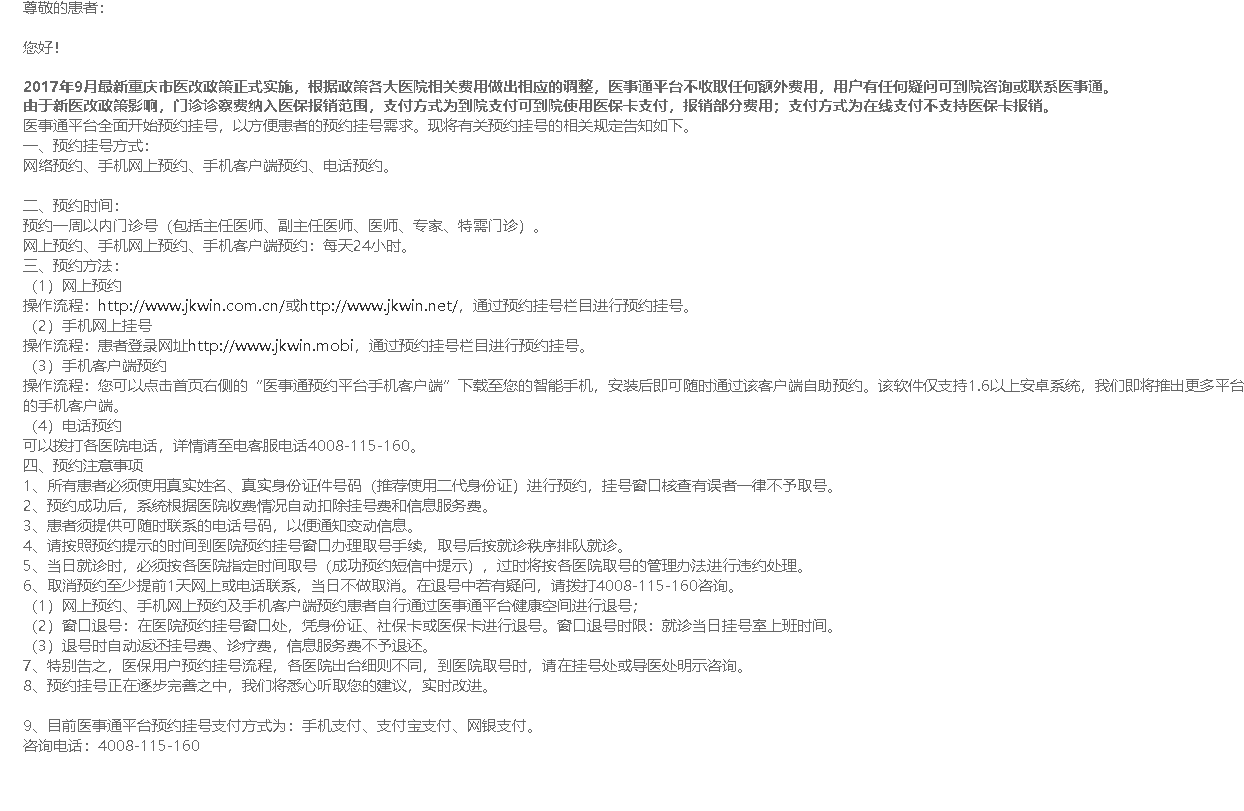 尊敬的患者：
您好！
2017年9月最新重庆市医改政策正式实施，根据政策各大医院相关费用做出相应的调整，医事通平台不收取任何额外费用，用户有任何疑问可到院咨询或联系医事通。
由于新医改政策影响，门诊诊察费纳入医保报销范围，支付方式为到院支付可到院使用医保卡支付，报销部分费用；支付方式为在线支付不支持医保卡报销。
医事通平台全面开始预约挂号，以方便患者的预约挂号需求。现将有关预约挂号的相关规定告知如下。
一、预约挂号方式：
网络预约、手机网上预约、手机客户端预约、电话预约。
二、预约时间：
预约一周以内门诊号（包括主任医师、副主任医师、医师、专家、特需门诊）。
网上预约、手机网上预约、手机客户端预约：每天24小时。
三、预约方法：
（1）网上预约
操作流程：http://www.jkwin.com.cn/或http://www.jkwin.net/，通过预约挂号栏目进行预约挂号。
（2）手机网上挂号
操作流程：患者登录网址http://www.jkwin.mobi，通过预约挂号栏目进行预约挂号。
（3）手机客户端预约
操作流程：您可以点击首页右侧的“医事通预约平台手机客户端”下载至您的智能手机，安装后即可随时通过该客户端自助预约。该软件仅支持1.6以上安卓系统，我们即将推出更多平台
的手机客户端。
（4）电话预约
可以拨打各医院电话，详情请至电客服电话4008-115-160。
四、预约注意事项
1、所有患者必须使用真实姓名、真实身份证件号码（推荐使用二代身份证）进行预约，挂号窗口核查有误者一律不予取号。
2、预约成功后，系统根据医院收费情况自动扣除挂号费和信息服务费。
3、患者须提供可随时联系的电话号码，以便通知变动信息。
4、请按照预约提示的时间到医院预约挂号窗口办理取号手续，取号后按就诊秩序排队就诊。
5、当日就诊时，必须按各医院指定时间取号（成功预约短信中提示），过时将按各医院取号的管理办法进行违约处理。
6、取消预约至少提前1天网上或电话联系，当日不做取消。在退号中若有疑问，请拨打4008-115-160咨询。
（1）网上预约、手机网上预约及手机客户端预约患者自行通过医事通平台健康空间进行退号；
（2）窗口退号：在医院预约挂号窗口处，凭身份证、社保卡或医保卡进行退号。窗口退号时限：就诊当日挂号室上班时间。
（3）退号时自动返还挂号费、诊疗费，信息服务费不予退还。
7、特别告之，医保用户预约挂号流程，各医院出台细则不同，到医院取号时，请在挂号处或导医处明示咨询。
8、预约挂号正在逐步完善之中，我们将悉心听取您的建议，实时改进。
9、目前医事通平台预约挂号支付方式为：手机支付、支付宝支付、网银支付。
咨询电话：4008-115-160